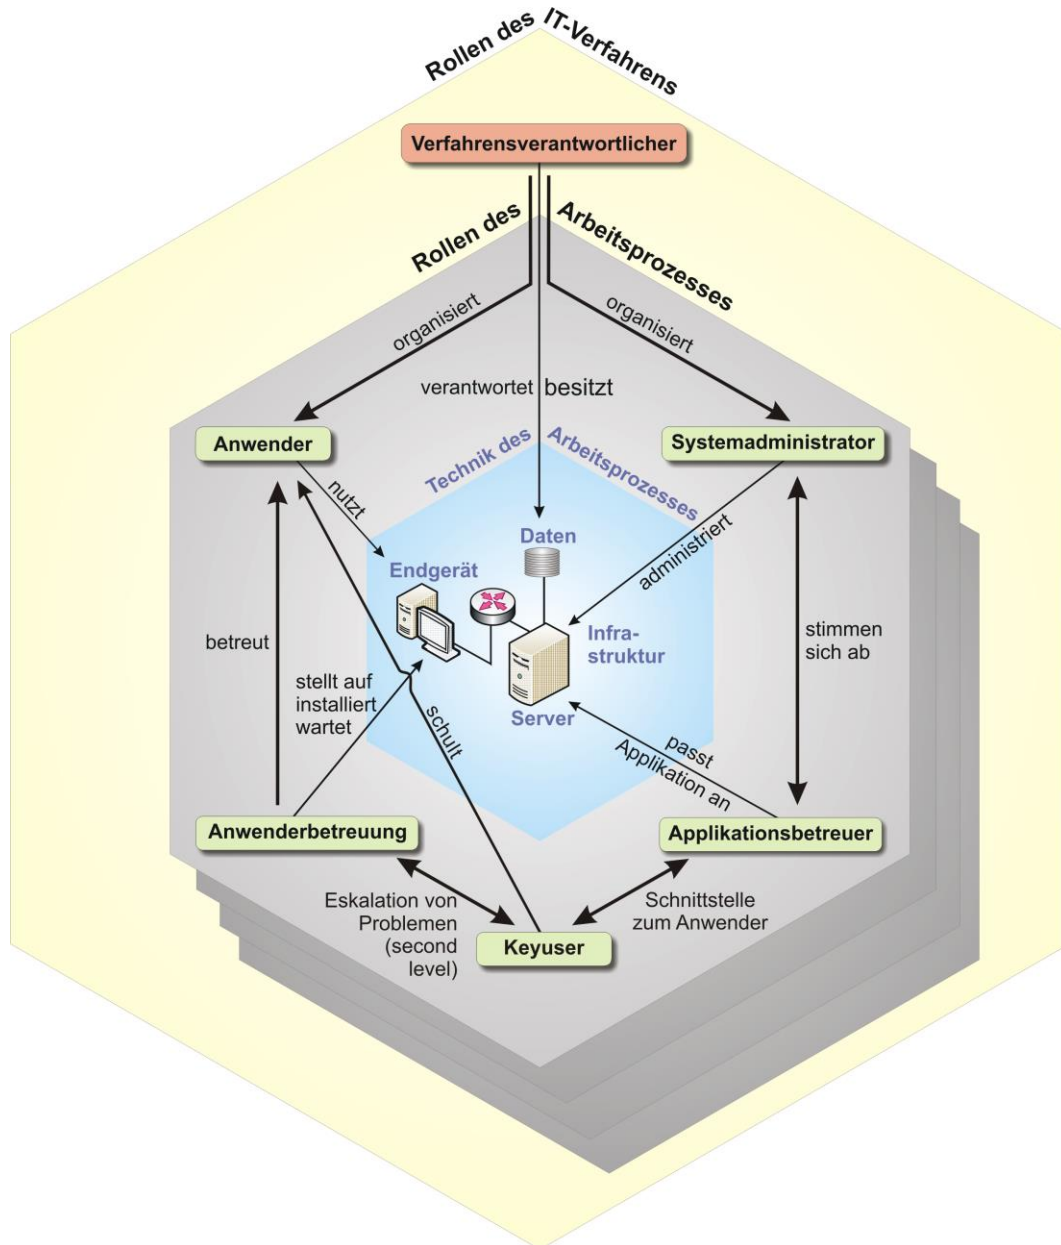 Rollen des IT-Verfahrens
Verfahrensverantwortlicher
Rollen des Arbeitsprozesses
organisiert
organisiert
verantwortet besitzt
Anwender
Systemadministrator
Technik des Arbeitsprozesses
nutzt
administriert
Daten
Endgerät
Infra-
struktur
Server
betreut
stimmen
sich ab
stellt auf
installiert
wartet
schult
passt
Applikation an
Anwenderbetreuung
Applikationsbetreuer
Eskalation von
Problemen
(second
level)
Schnittstelle
zum Anwender
Keyuser